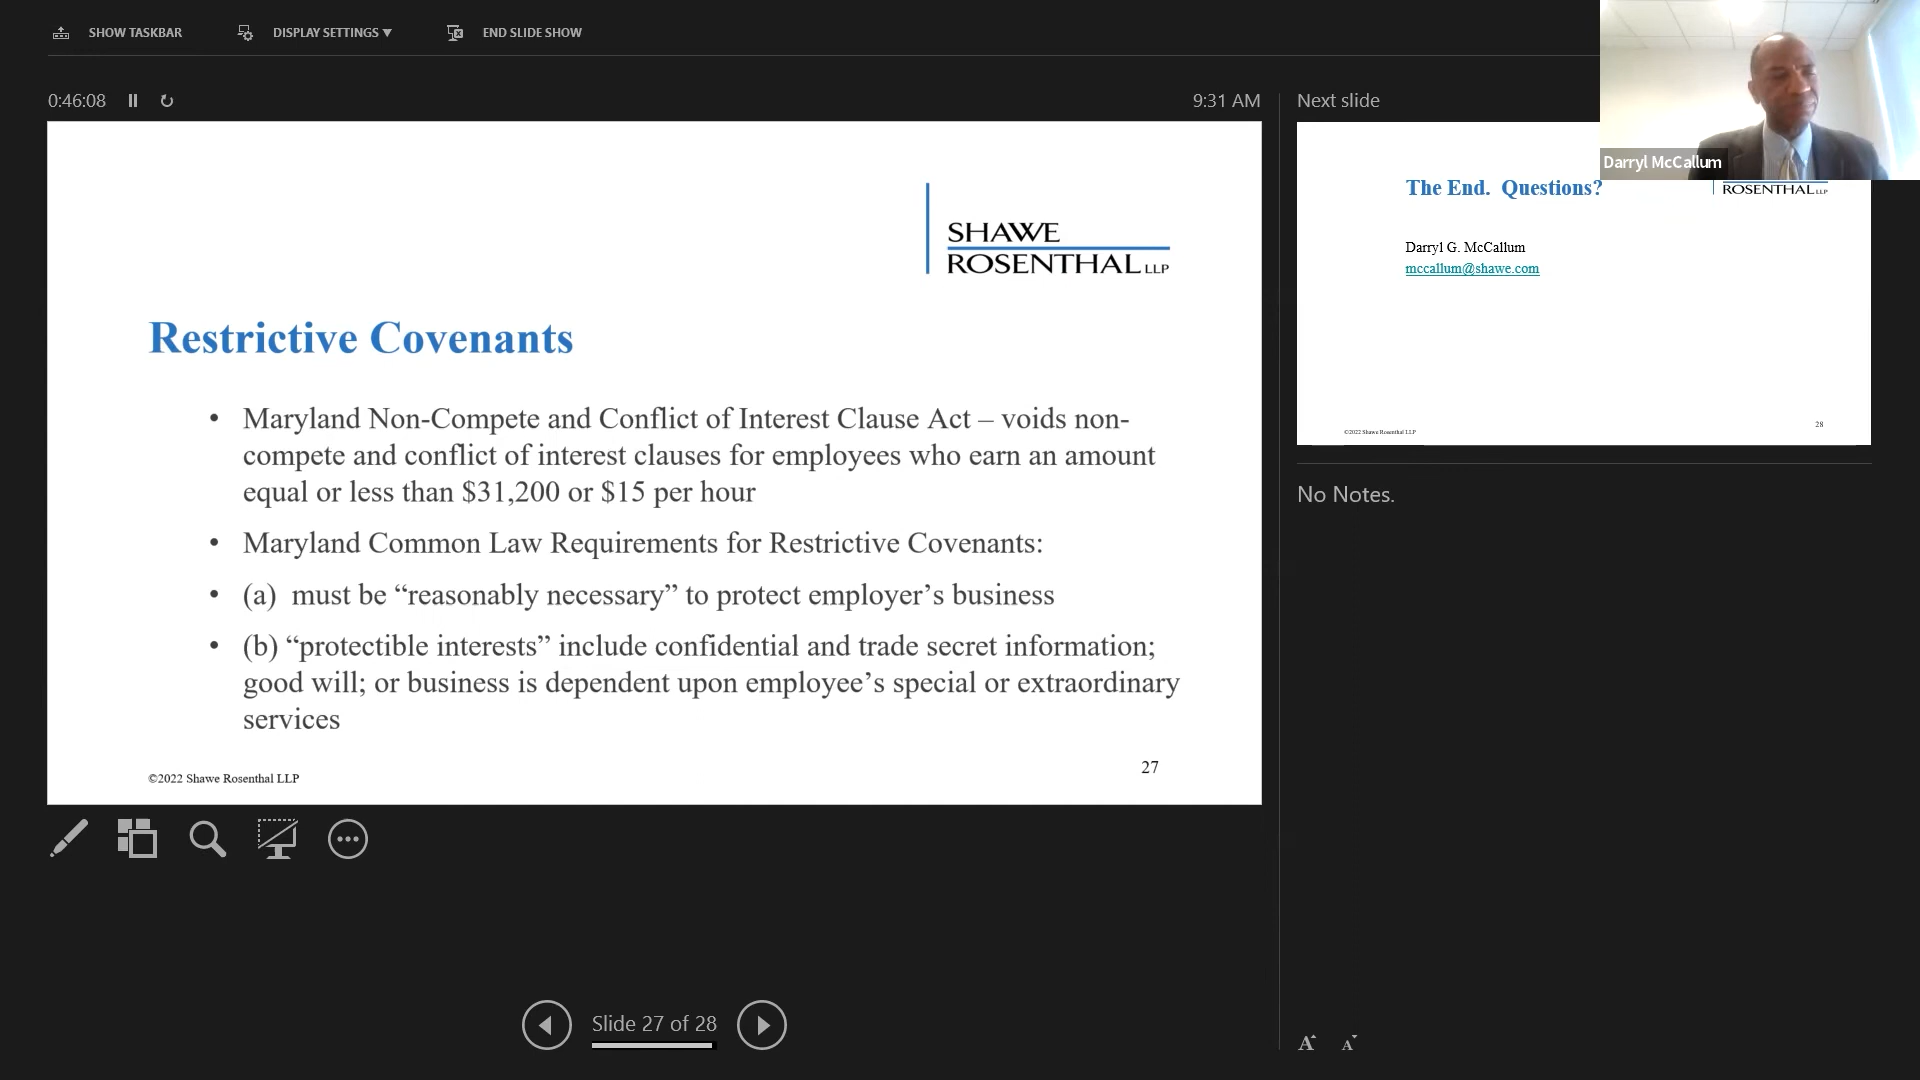 SHOW TASKBAR
DISPLAY SETTINGS ▼
END SLIDE SHOW
0:46:08
9:31 AM
Next slide
Darryl McCallum
SHAWE
ROSENTHAL LLP
Restrictive Covenants
• Maryland Non-Compete and Conflict of Interest Clause Act – voids non-
compete and conflict of interest clauses for employees who earn an amount
equal or less than $31,200 or $15 per hour
• Maryland Common Law Requirements for Restrictive Covenants:
• (a) must be “reasonably necessary” to protect employer’s business
• (b) “protectible interests” include confidential and trade secret information;
good will; or business is dependent upon employee’s special or extraordinary
services
©2022 Shawe Rosenthal LLP
27
The End. Questions?
ROSENTHAL LLP
Darryl G. McCallum
mccallum@shawe.com
©2022 Shawe Rosenthal LLP
28
No Notes.
Slide 27 of 28
A A